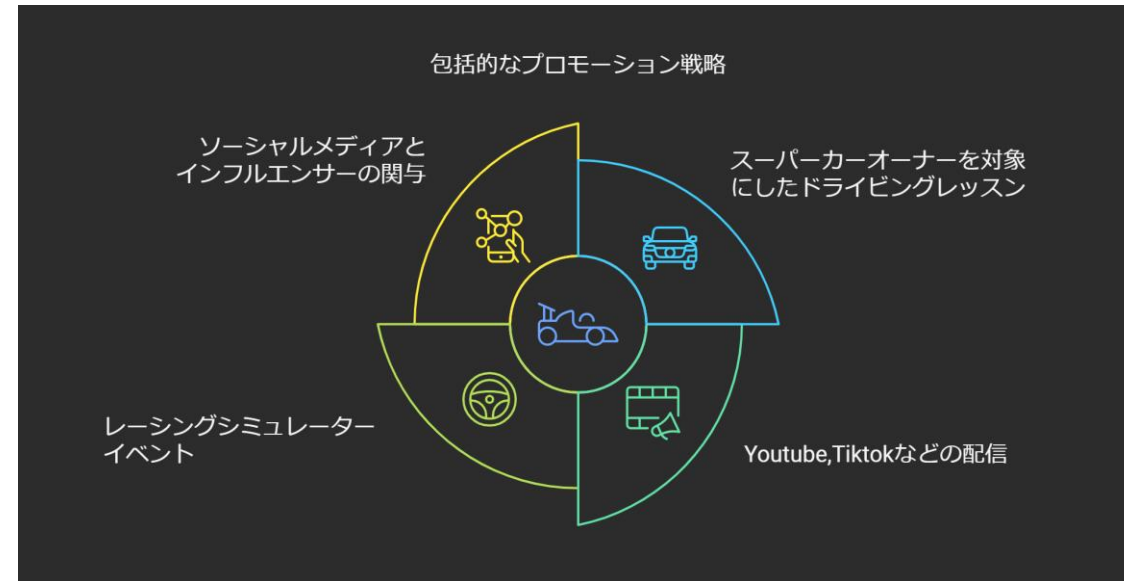 包括的なプロモーション戦略
ソーシャルメディアと
インフルエンサーの関与
スーパーカーオーナーを対象
にしたドライビングレッスン
レーシングシミュレーター
イベント
Youtube,Tiktokなどの配信